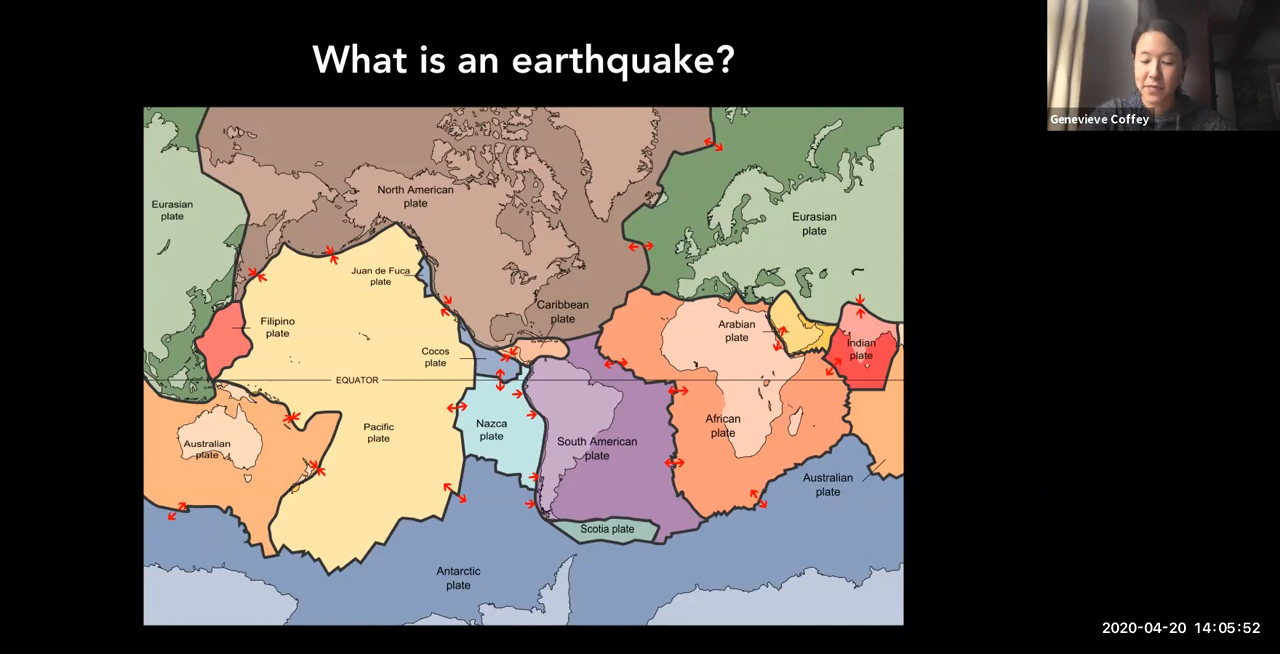 What is an earthquake?
Genevieve Coffey
North American
plate
Eurasian
plate
Eurasian
plate
Juan de Fuca
plate
Caribbean
plate
Filipino
plate
Arabian
plate
Indian
plate
Cocos
plate
EQUATOR
Australian
plate
Pacific
plate
Nazca
plate
South American
plate
African
plate
Australian
plate
Scotia plate
Antarctic
plate
2020-04-20 14:05:52